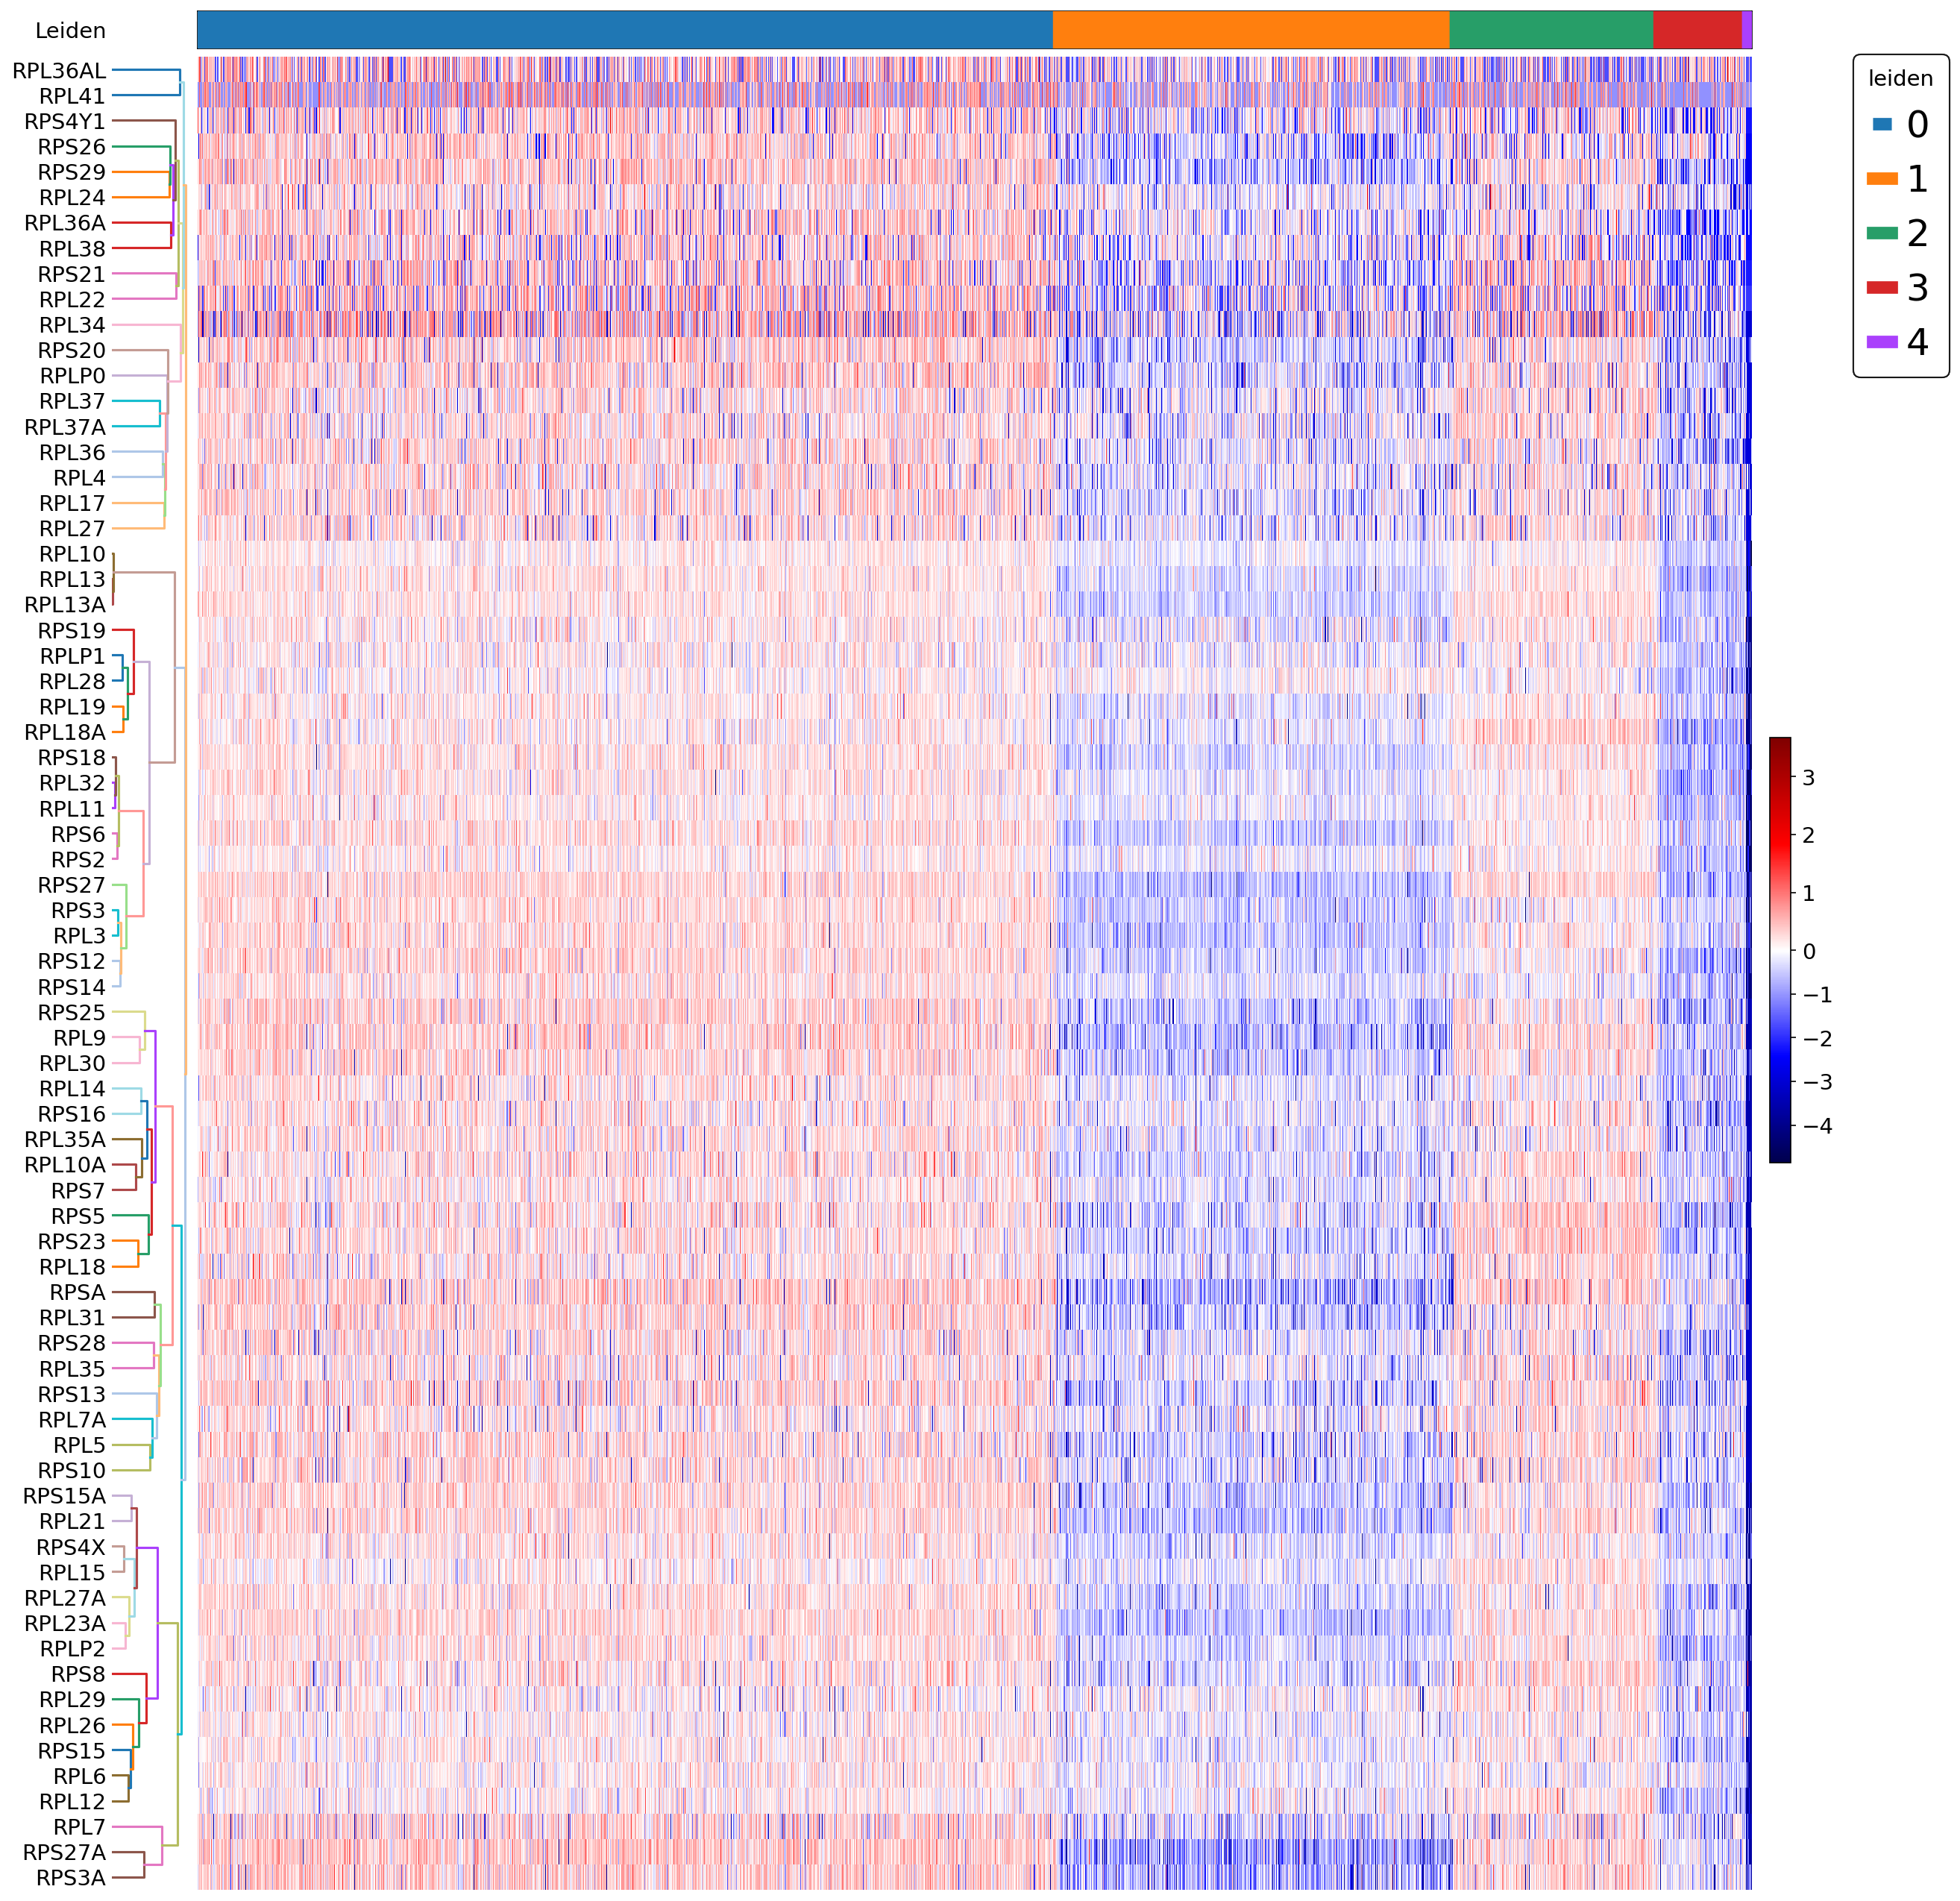 Leiden
RPL36AL
RPL41
RPS4Y1
RPS26
RPS29
RPL24
RPL36A
RPL38
RPS21
RPL22
RPL34
RPS20
RPLP0
RPL37
RPL37A
RPL36
RPL4
RPL17
RPL27
RPL10
RPL13
RPL13A
RPS19
RPLP1
RPL28
RPL19
RPL18A
RPS18
RPL32
RPL11
RPS6
RPS2
RPS27
RPS3
RPL3
RPS12
RPS14
RPS25
RPL9
RPL30
RPL14
RPS16
RPL35A
RPL10A
RPS7
RPS5
RPS23
RPL18
RPSA
RPL31
RPS28
RPL35
RPS13
RPL7A
RPL5
RPS10
RPS15A
RPL21
RPS4X
RPL15
RPL27A
RPL23A
RPLP2
RPS8
RPL29
RPL26
RPS15
RPL6
RPL12
RPL7
RPS27A
RPS3A
leiden
0
1
2
3
4
3
2
1
0
−1
−2
−3
−4